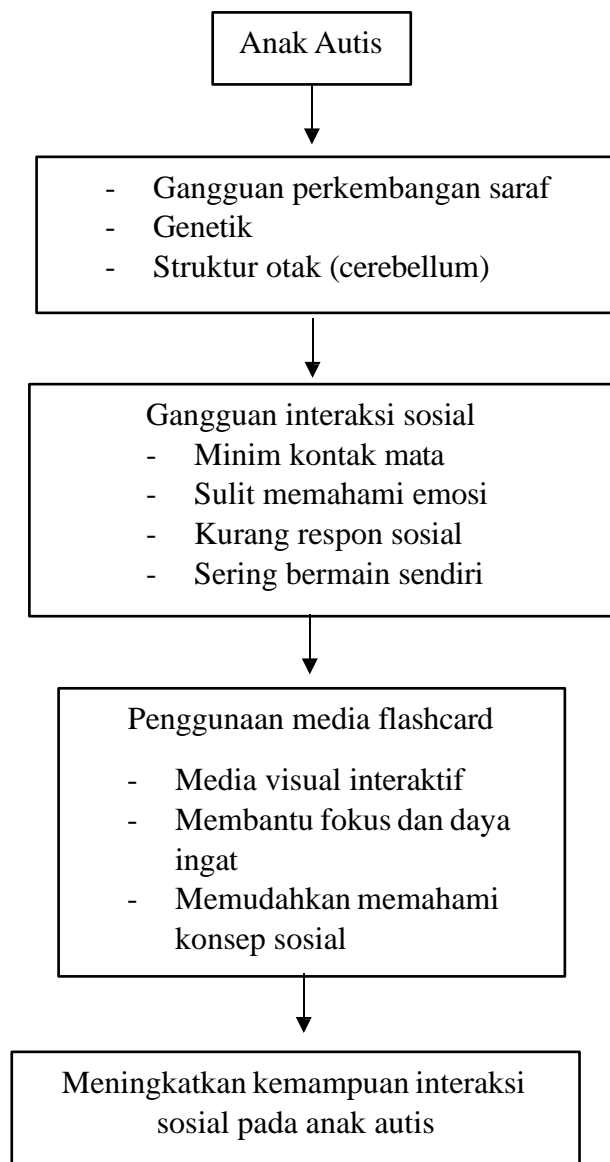 Anak Autis
- Gangguan perkembangan saraf
- Genetik
- Struktur otak (cerebellum)
Gangguan interaksi sosial
- Minim kontak mata
- Sulit memahami emosi
- Kurang respon sosial
- Sering bermain sendiri
Penggunaan media flashcard
- Media visual interaktif
- Membantu fokus dan daya
ingat
- Memudahkan memahami
konsep sosial
Meningkatkan kemampuan interaksi
sosial pada anak autis